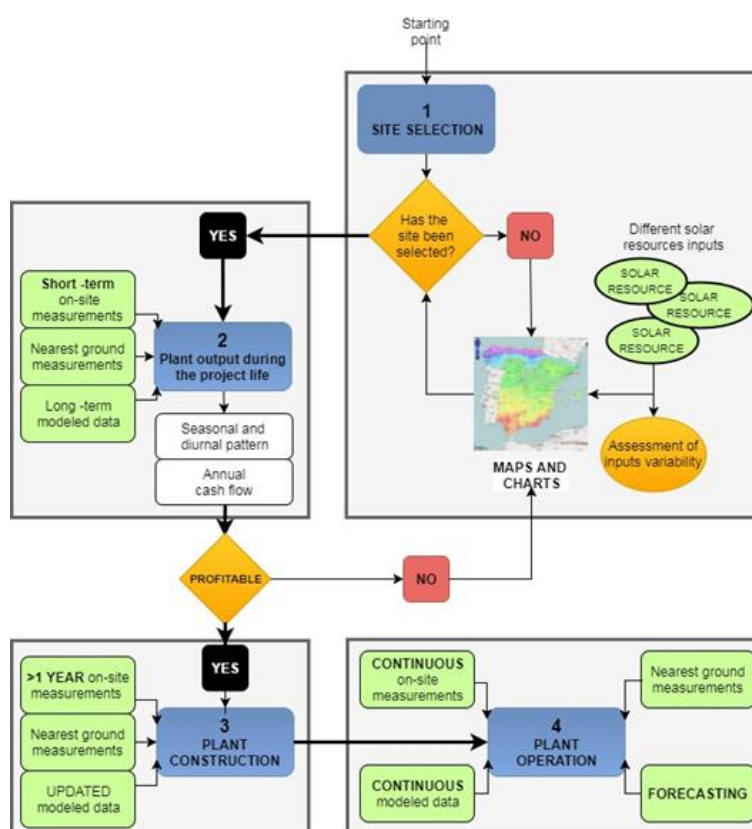 Starting
point
1
SITE SELECTION
Has the
site been
selected?
NO
YES
Different solar
resources inputs
SOLAR
RESOURCE
SOLAR
RESOURCE
SOLAR
RESOURCE
Assessment of
inputs variability
MAPS AND
CHARTS
Short -term
on-site
measurements
Nearest ground
measurements
Long -term
modeled data
2
Plant output during
the project life
Seasonal and
diurnal pattern
Annual
cash flow
PROFITABLE
NO
YES
>1 YEAR on-site
measurements
Nearest ground
measurements
UPDATED
modeled data
3
PLANT
CONSTRUCTION
CONTINUOUS
on-site
measurements
CONTINUOUS
modeled data
4
PLANT
OPERATION
Nearest ground
measurements
FORECASTING